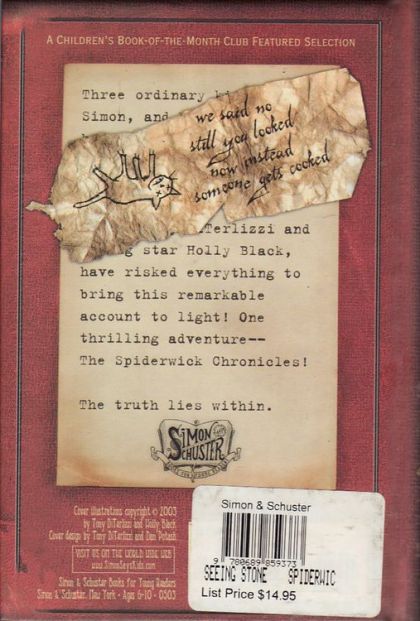 A CHILDREN'S BOOK-OF-THE-MONTH CLUB FEATURED SELECTION
Three ordinary
Simon, and
we said no
still you looked
now instead
someone gets cooked
Terlizzi and
star Holly Black,
have risked everything to
bring this remarkable
account to light! One
thrilling adventure--
The Spiderwick Chronicles!
The truth lies within.
SIMON
SCHUSTER
Cover illustrations copyright © 2003
by Tony DiTerlizzi and Holly Black
Cover design by Tony DiTerlizzi and Dan Potash
VISIT US ON THE WORLD WIDE WEB
www.SimonSaysKids.com
Simon & Schuster Books for Young Readers
Simon & Schuster, New York • Ages 6-10 • 0503
Simon & Schuster
9 780689 859373
SEEING STONE SPIDERWIC
List Price $14.95